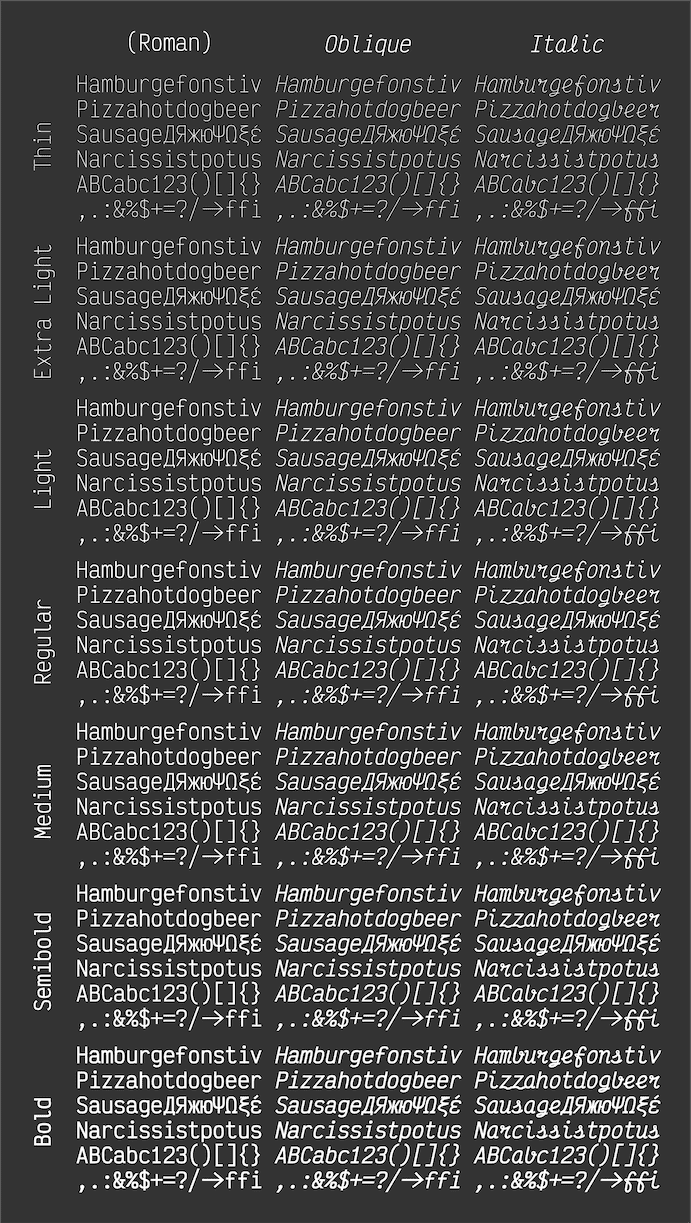 (Roman) Oblique Italic
Thin
Hamburgefonstiv Hamburgefonstiv Hamburgefonstiv
Pizzahotdogbeer Pizzahotdogbeer Pizzahotdogbeer
SausageДЯжюΨΩξέ SausageДЯжюΨΩξέ SausageДЯжюΨΩξέ
Narcissistpotus Narcissistpotus Narcissistpotus
ABCabc123()[]{} ABCabc123()[]{} ABCabc123()[]{}
,.:&%$+=?/→ffi ,.:&%$+=?/→ffi ,.:&%$+=?/→ffi
Extra Light
Hamburgefonstiv Hamburgefonstiv Hamburgefonstiv
Pizzahotdogbeer Pizzahotdogbeer Pizzahotdogbeer
SausageДЯжюΨΩξέ SausageДЯжюΨΩξέ SausageДЯжюΨΩξέ
Narcissistpotus Narcissistpotus Narcissistpotus
ABCabc123()[]{} ABCabc123()[]{} ABCabc123()[]{}
,.:&%$+=?/→ffi ,.:&%$+=?/→ffi ,.:&%$+=?/→ffi
Light
Hamburgefonstiv Hamburgefonstiv Hamburgefonstiv
Pizzahotdogbeer Pizzahotdogbeer Pizzahotdogbeer
SausageДЯжюΨΩξέ SausageДЯжюΨΩξέ SausageДЯжюΨΩξέ
Narcissistpotus Narcissistpotus Narcissistpotus
ABCabc123()[]{} ABCabc123()[]{} ABCabc123()[]{}
,.:&%$+=?/→ffi ,.:&%$+=?/→ffi ,.:&%$+=?/→ffi
Regular
Hamburgefonstiv Hamburgefonstiv Hamburgefonstiv
Pizzahotdogbeer Pizzahotdogbeer Pizzahotdogbeer
SausageДЯжюΨΩξέ SausageДЯжюΨΩξέ SausageДЯжюΨΩξέ
Narcissistpotus Narcissistpotus Narcissistpotus
ABCabc123()[]{} ABCabc123()[]{} ABCabc123()[]{}
,.:&%$+=?/→ffi ,.:&%$+=?/→ffi ,.:&%$+=?/→ffi
Medium
Hamburgefonstiv Hamburgefonstiv Hamburgefonstiv
Pizzahotdogbeer Pizzahotdogbeer Pizzahotdogbeer
SausageДЯжюΨΩξέ SausageДЯжюΨΩξέ SausageДЯжюΨΩξέ
Narcissistpotus Narcissistpotus Narcissistpotus
ABCabc123()[]{} ABCabc123()[]{} ABCabc123()[]{}
,.:&%$+=?/→ffi ,.:&%$+=?/→ffi ,.:&%$+=?/→ffi
Semibold
Hamburgefonstiv Hamburgefonstiv Hamburgefonstiv
Pizzahotdogbeer Pizzahotdogbeer Pizzahotdogbeer
SausageДЯжюΨΩξέ SausageДЯжюΨΩξέ SausageДЯжюΨΩξέ
Narcissistpotus Narcissistpotus Narcissistpotus
ABCabc123()[]{} ABCabc123()[]{} ABCabc123()[]{}
,.:&%$+=?/→ffi ,.:&%$+=?/→ffi ,.:&%$+=?/→ffi
Bold
Hamburgefonstiv Hamburgefonstiv Hamburgefonstiv
Pizzahotdogbeer Pizzahotdogbeer Pizzahotdogbeer
SausageДЯжюΨΩξέ SausageДЯжюΨΩξέ SausageДЯжюΨΩξέ
Narcissistpotus Narcissistpotus Narcissistpotus
ABCabc123()[]{} ABCabc123()[]{} ABCabc123()[]{}
,.:&%$+=?/→ffi ,.:&%$+=?/→ffi ,.:&%$+=?/→ffi